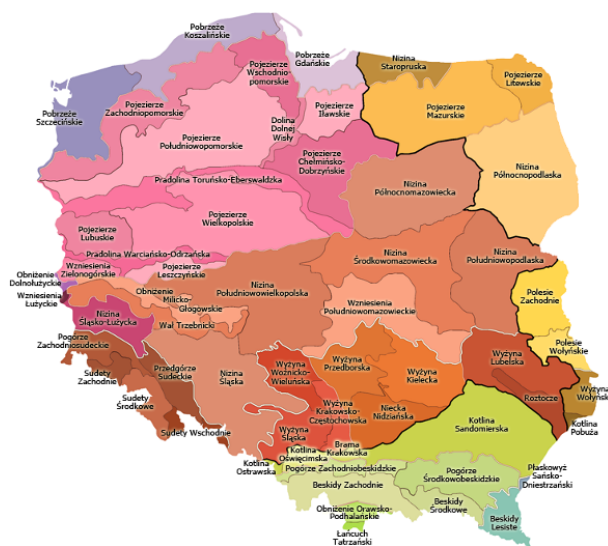 Pobrzeże
Koszalińskie
Pobrzeże
Gdańskie
Nizina
Staropruska
Pojezierze
Litewskie
Pojezierze
Wschodnio-
pomorskie
Pobrzeże
Szczecińskie
Pojezierze
Zachodniopomorskie
Pojezierze
Iławskie
Pojezierze
Mazurskie
Dolina
Dolnej
Wisły
Pojezierze
Południowopomorskie
Pojezierze
Chełmińsko-
Dobrzyńskie
Nizina
Północnopodlaska
Pradolina Toruńsko-Eberswaldzka
Nizina
Północnomazowiecka
Pojezierze
Wielkopolskie
Pojezierze
Lubuskie
Nizina
Środkowomazowiecka
Nizina
Południowopodlaska
Pradolina Warciańsko-Odrzańska
Wzniesienia
Zielonogórskie
Pojezierze
Leszczyńskie
Obniżenie
Dolnołużyckie
Wzniesienia
Łużyckie
Obniżenie
Milicko-
Głogowskie
Nizina
Południowowielkopolska
Wzniesienia
Południowomazowieckie
Polesie
Zachodnie
Nizina
Śląsko-Łużycka
Wał Trzebnicki
Pogórze
Zachodniosudeckie
Polesie
Wołyńskie
Przedgórze
Sudeckie
Nizina
Śląska
Wyżyna
Woźnicko-
Wieluńska
Wyżyna
Przedborska
Wyżyna
Kielecka
Wyżyna
Lubelska
Sudety
Zachodnie
Sudety
Środkowe
Roztocze
Wyżyna
Wołyńska
Wyżyna
Krakowsko-
Częstochowska
Niecka
Nidziańska
Kotlina
Sandomierska
Kotlina
Pobuża
Sudety Wschodnie
Wyżyna
Śląska
Brama
Krakowska
Kotlina
Oświęcimska
Kotlina
Ostrawska
Pogórze Zachodniobeskidzkie
Pogórze
Środkowobeskidzkie
Płaskowyż
Sańsko-
Dniestrzański
Beskidy Zachodnie
Beskidy
Środkowe
Obniżenie Orawsko-
Podhalańskie
Beskidy
Lesiste
Łańcuch
Tatrzański